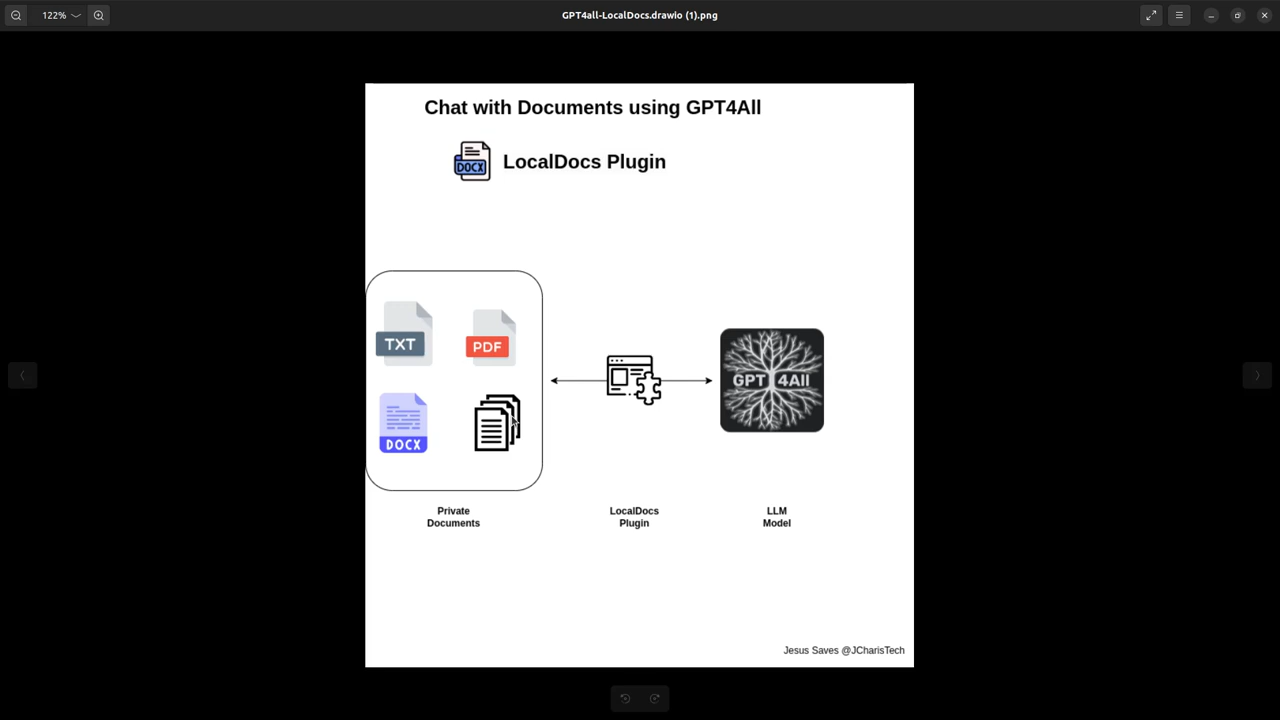 122%
GPT4all-LocalDocs.drawio (1).png
Chat with Documents using GPT4All
DOCX
LocalDocs Plugin
TXT
PDF
DOCX
GPT 4All
Private
Documents
LocalDocs
Plugin
LLM
Model
Jesus Saves @JCharisTech